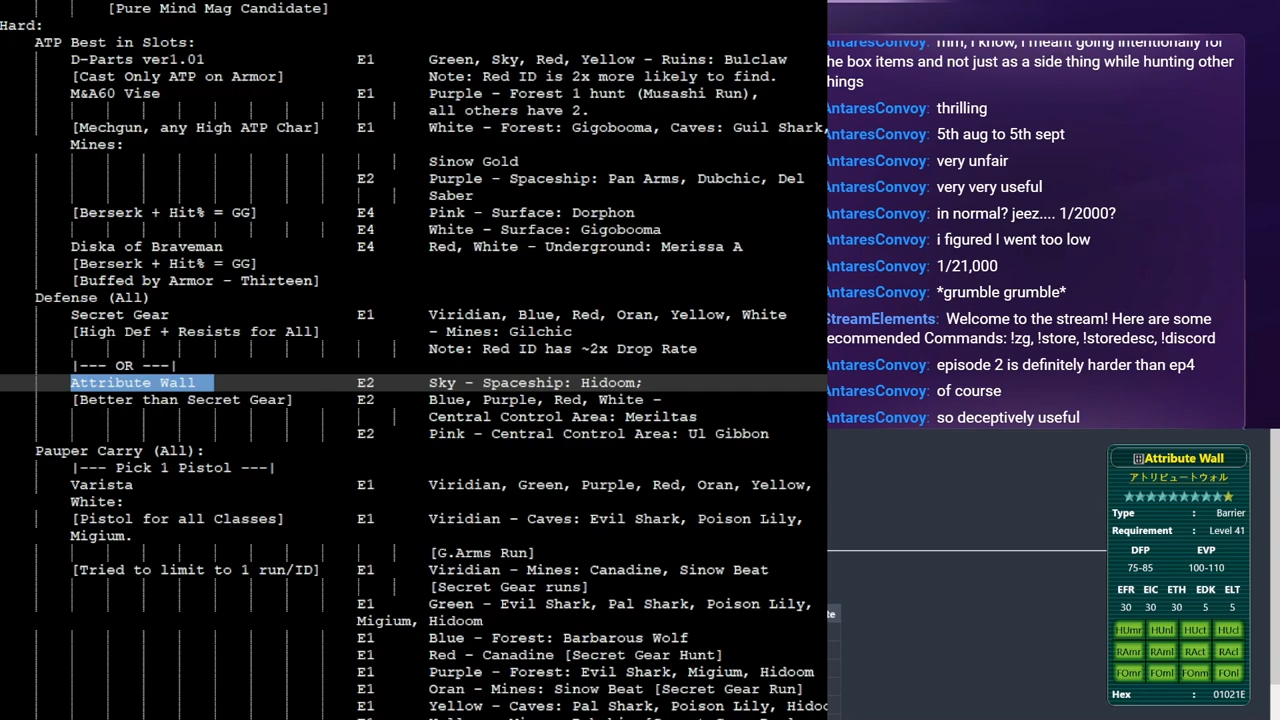 [Pure Mind Mag Candidate]
Hard:
ATP Best in Slots:
D-Parts ver1.01 E1 Green, Sky, Red, Yellow - Ruins: Bulclaw
[Cast Only ATP on Armor] Note: Red ID is 2x more likely to find.
M&A60 Vise E1 Purple - Forest 1 hunt (Musashi Run),
all others have 2.
[Mechgun, any High ATP Char] E1 White - Forest: Gigobooma, Caves: Guil Shark,
Mines:
Sinow Gold
E2 Purple - Spaceship: Pan Arms, Dubchic, Del
Saber
[Berserk + Hit% = GG] E4 Pink - Surface: Dorphon
E4 White - Surface: Gigobooma
Diska of Braveman E4 Red, White - Underground: Merissa A
[Berserk + Hit% = GG]
[Buffed by Armor - Thirteen]
Defense (All)
Secret Gear E1 Viridian, Blue, Red, Oran, Yellow, White
[High Def + Resists for All] - Mines: Gilchic
Note: Red ID has ~2x Drop Rate
|--- OR ---|
Attribute Wall E2 Sky - Spaceship: Hidoom;
[Better than Secret Gear] E2 Blue, Purple, Red, White -
Central Control Area: Meriltas
E2 Pink - Central Control Area: Ul Gibbon
Pauper Carry (All):
|--- Pick 1 Pistol ---|
Varista E1 Viridian, Green, Purple, Red, Oran, Yellow,
White:
[Pistol for all Classes] E1 Viridian - Caves: Evil Shark, Poison Lily,
Migium.
[G.Arms Run]
[Tried to limit to 1 run/ID] E1 Viridian - Mines: Canadine, Sinow Beat
[Secret Gear runs]
E1 Green - Evil Shark, Pal Shark, Poison Lily,
Migium, Hidoom
E1 Blue - Forest: Barbarous Wolf
E1 Red - Canadine [Secret Gear Hunt]
E1 Purple - Forest: Evil Shark, Migium, Hidoom
E1 Oran - Mines: Sinow Beat [Secret Gear Run]
E1 Yellow - Caves: Pal Shark, Poison Lily, Hidoo
AntaresConvoy: mm, I know, I meant going intentionally for
he box items and not just as a side thing while hunting other
hings
AntaresConvoy: thrilling
AntaresConvoy: 5th aug to 5th sept
AntaresConvoy: very unfair
AntaresConvoy: very very useful
AntaresConvoy: in normal? jeez.... 1/2000?
AntaresConvoy: i figured I went too low
AntaresConvoy: 1/21,000
AntaresConvoy: *grumble grumble*
StreamElements: Welcome to the stream! Here are some
ecommended Commands: !zg, !store, !storedesc, !discord
AntaresConvoy: episode 2 is definitely harder than ep4
AntaresConvoy: of course
AntaresConvoy: so deceptively useful
Attribute Wall
アトリビュートウォル
Type : Barrier
Requirement : Level 41
DFP EVP
75-85 100-110
EFR EIC ETH EDK ELT
30 30 30 5 5
HUmr HUnl HUct HUcl
RAmr RAml RAct RAcl
FOmr FOml FOnm FOnl
Hex : 01021E